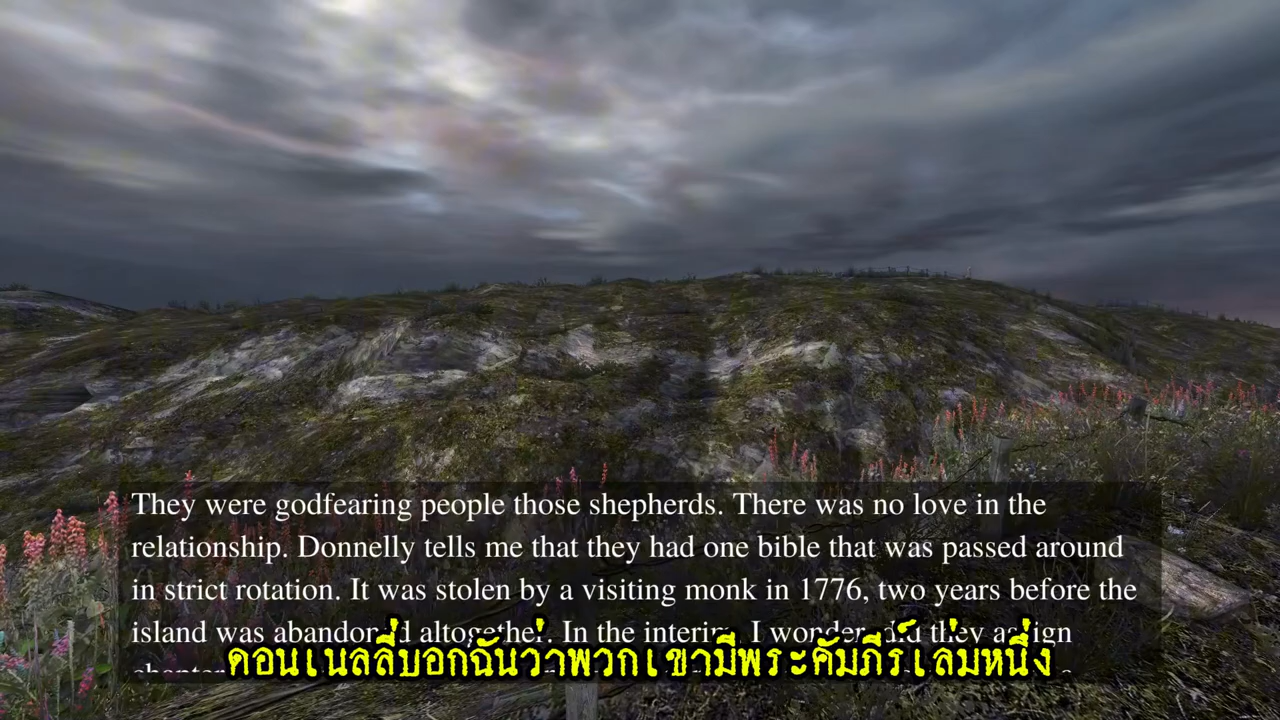 They were godfearing people those shepherds. There was no love in the
relationship. Donnelly tells me that they had one bible that was passed around
in strict rotation. It was stolen by a visiting monk in 1776, two years before the
island was abandoned altogether. In the interim, I wonder, did they assign
ดอนเนลลี่บอกฉันว่าพวกเขามีพระคัมภีร์เล่มหนึ่ง